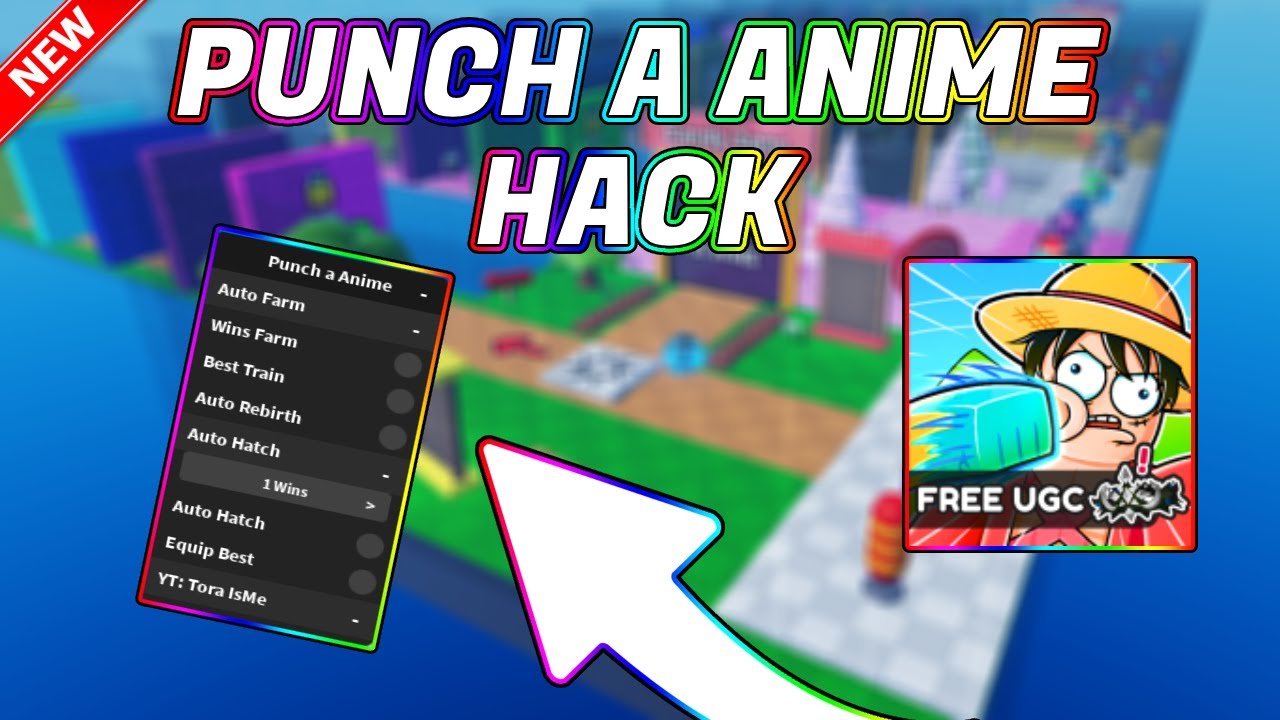 NEW
PUNCH A ANIME
HACK
Punch a Anime -
Auto Farm -
Wins Farm
Best Train
Auto Rebirth
Auto Hatch -
1 Wins >
Auto Hatch
Equip Best
YT: Tora IsMe -
!
FREE UGC